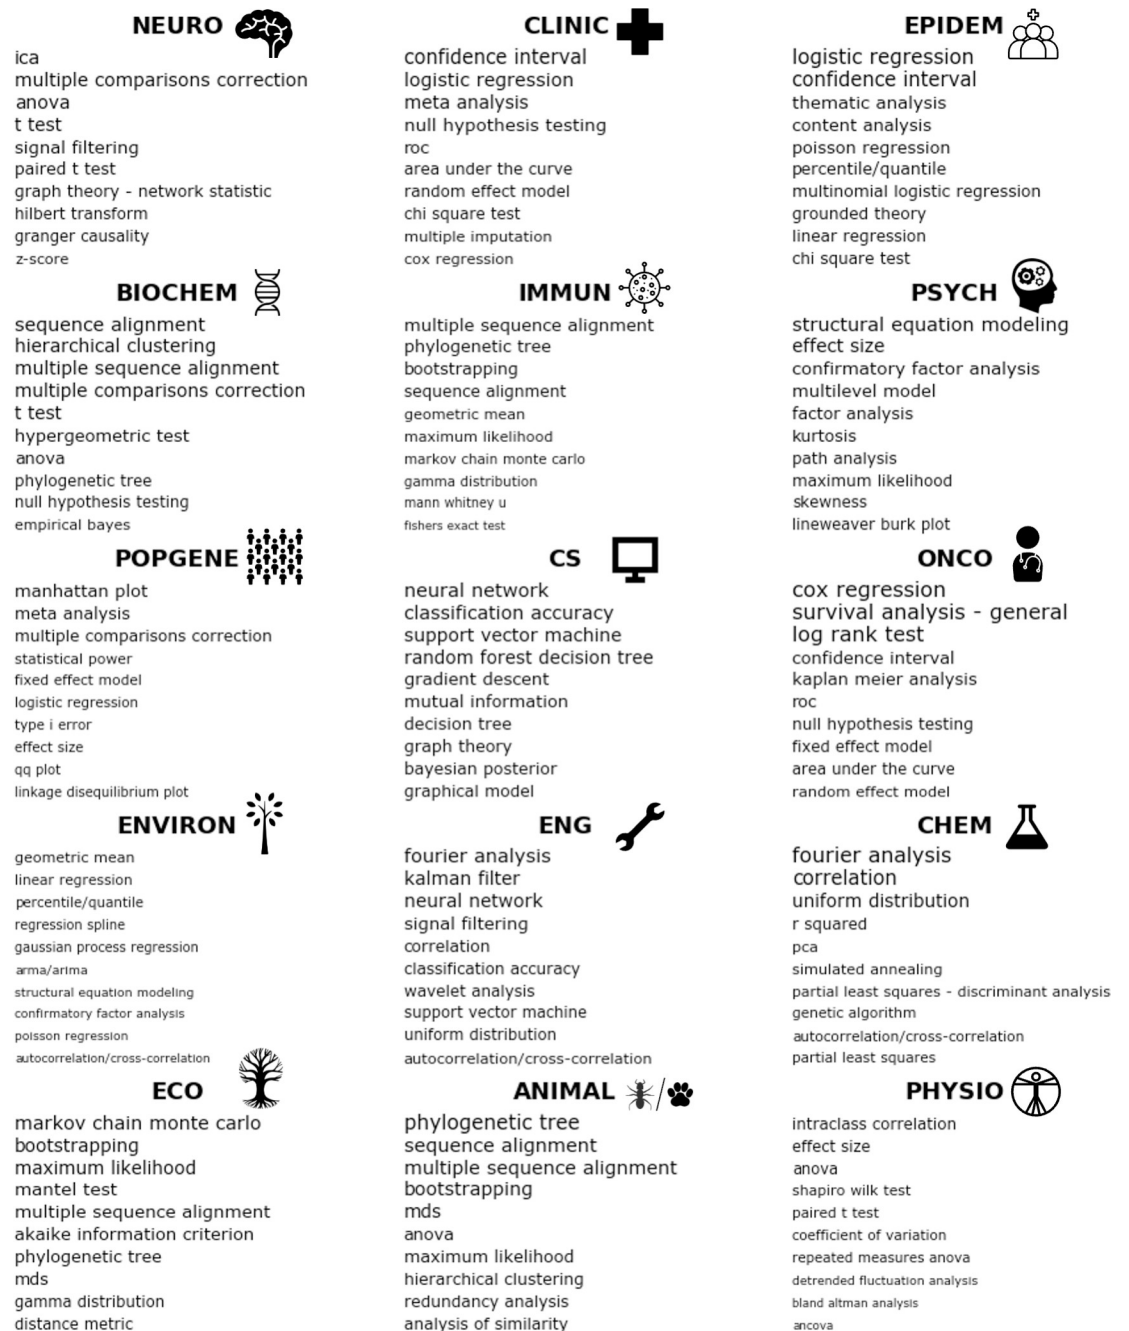 NEURO
ica
multiple comparisons correction
anova
t test
signal filtering
paired t test
graph theory - network statistic
hilbert transform
granger causality
z-score
CLINIC
confidence interval
logistic regression
meta analysis
null hypothesis testing
roc
area under the curve
random effect model
chi square test
multiple imputation
cox regression
EPIDEM
logistic regression
confidence interval
thematic analysis
content analysis
poisson regression
percentile/quantile
multinomial logistic regression
grounded theory
linear regression
chi square test
BIOCHEM
sequence alignment
hierarchical clustering
multiple sequence alignment
multiple comparisons correction
t test
hypergeometric test
anova
phylogenetic tree
null hypothesis testing
empirical bayes
IMMUN
multiple sequence alignment
phylogenetic tree
bootstrapping
sequence alignment
geometric mean
maximum likelihood
markov chain monte carlo
gamma distribution
mann whitney u
fishers exact test
PSYCH
structural equation modeling
effect size
confirmatory factor analysis
multilevel model
factor analysis
kurtosis
path analysis
maximum likelihood
skewness
lineweaver burk plot
POPGENE
manhattan plot
meta analysis
multiple comparisons correction
statistical power
fixed effect model
logistic regression
type i error
effect size
qq plot
linkage disequilibrium plot
CS
neural network
classification accuracy
support vector machine
random forest decision tree
gradient descent
mutual information
decision tree
graph theory
bayesian posterior
graphical model
ONCO
cox regression
survival analysis - general
log rank test
confidence interval
kaplan meier analysis
roc
null hypothesis testing
fixed effect model
area under the curve
random effect model
ENVIRON
geometric mean
linear regression
percentile/quantile
regression spline
gaussian process regression
arma/arima
structural equation modeling
confirmatory factor analysis
poisson regression
autocorrelation/cross-correlation
ENG
fourier analysis
kalman filter
neural network
signal filtering
correlation
classification accuracy
wavelet analysis
support vector machine
uniform distribution
autocorrelation/cross-correlation
CHEM
fourier analysis
correlation
uniform distribution
r squared
pca
simulated annealing
partial least squares - discriminant analysis
genetic algorithm
autocorrelation/cross-correlation
partial least squares
ECO
markov chain monte carlo
bootstrapping
maximum likelihood
mantel test
multiple sequence alignment
akaike information criterion
phylogenetic tree
mds
gamma distribution
distance metric
ANIMAL
phylogenetic tree
sequence alignment
multiple sequence alignment
bootstrapping
mds
anova
maximum likelihood
hierarchical clustering
redundancy analysis
analysis of similarity
PHYSIO
intraclass correlation
effect size
anova
shapiro wilk test
paired t test
coefficient of variation
repeated measures anova
detrended fluctuation analysis
bland altman analysis
ancova